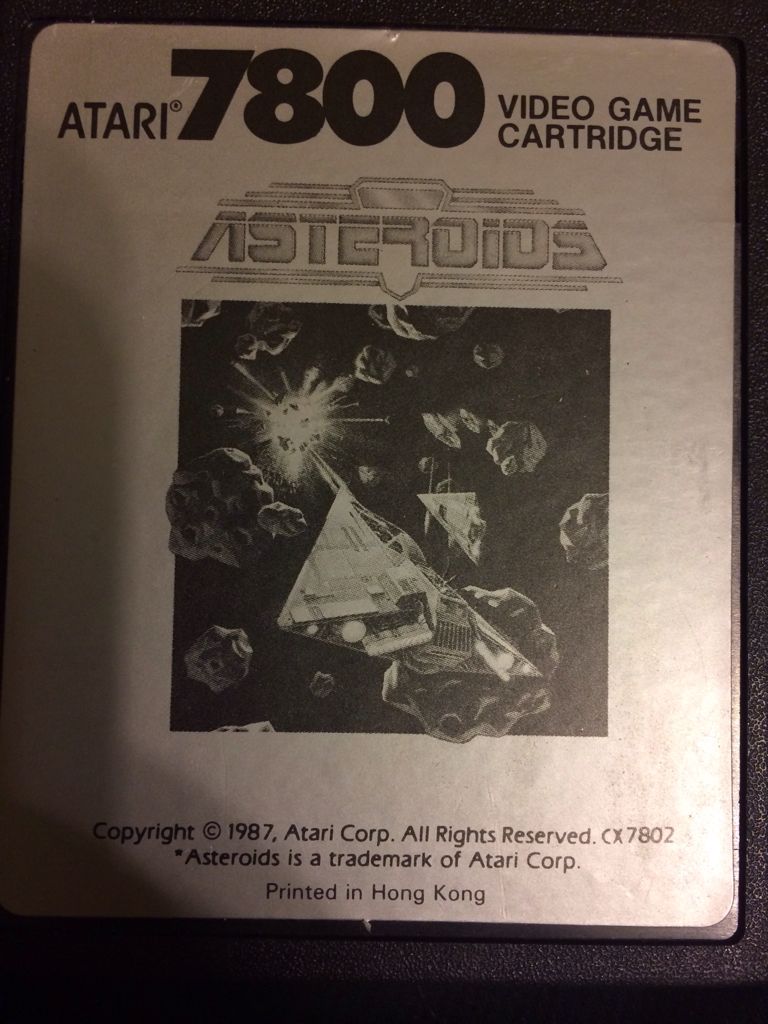 ATARI® 7800 VIDEO GAME
CARTRIDGE
ASTEROIDS
Copyright © 1987, Atari Corp. All Rights Reserved. CX7802
*Asteroids is a trademark of Atari Corp.
Printed in Hong Kong